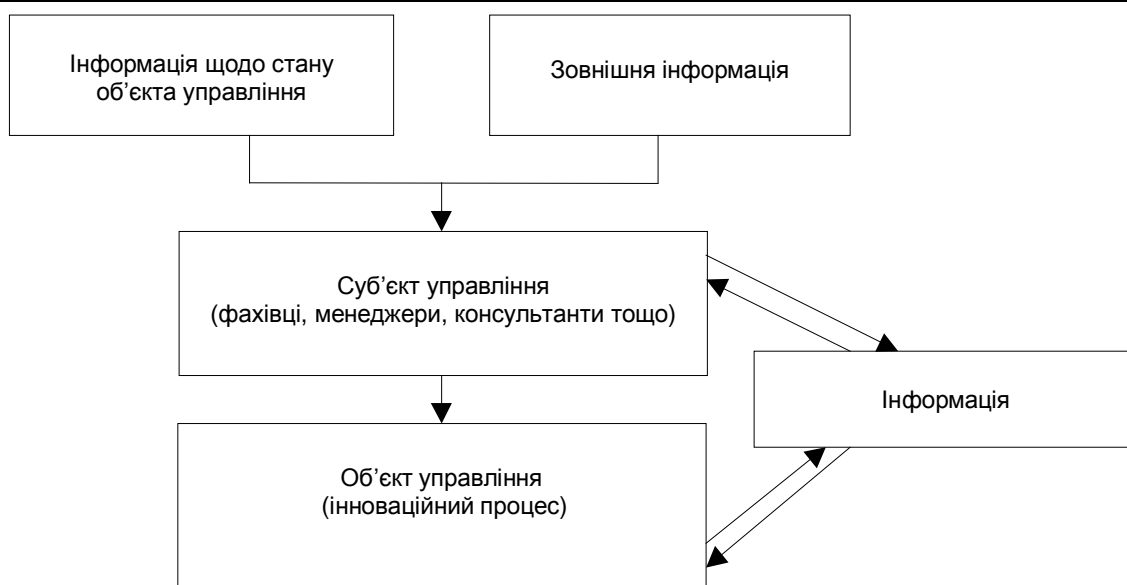 Інформація щодо стану
об’єкта управління
Зовнішня інформація
Суб’єкт управління
(фахівці, менеджери, консультанти тощо)
Інформація
Об’єкт управління
(інноваційний процес)